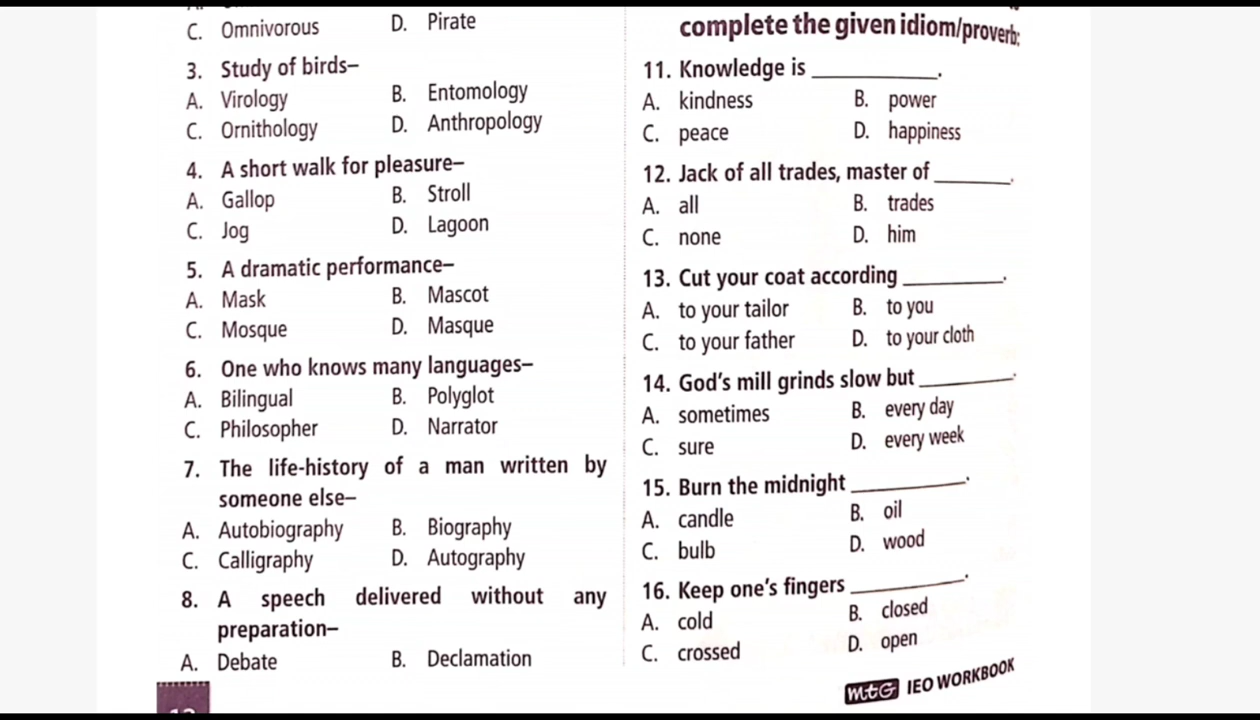 C. Omnivorous D. Pirate
3. Study of birds–
A. Virology B. Entomology
C. Ornithology D. Anthropology
4. A short walk for pleasure–
A. Gallop B. Stroll
C. Jog D. Lagoon
5. A dramatic performance–
A. Mask B. Mascot
C. Mosque D. Masque
6. One who knows many languages–
A. Bilingual B. Polyglot
C. Philosopher D. Narrator
7. The life-history of a man written by
someone else–
A. Autobiography B. Biography
C. Calligraphy D. Autography
8. A speech delivered without any
preparation–
A. Debate B. Declamation
complete the given idiom/proverb:
11. Knowledge is ____________.
A. kindness B. power
C. peace D. happiness
12. Jack of all trades, master of _______.
A. all B. trades
C. none D. him
13. Cut your coat according _________.
A. to your tailor B. to you
C. to your father D. to your cloth
14. God's mill grinds slow but _________.
A. sometimes B. every day
C. sure D. every week
15. Burn the midnight ___________.
A. candle B. oil
C. bulb D. wood
16. Keep one's fingers ___________.
A. cold B. closed
C. crossed D. open
mtG IEO WORKBOOK